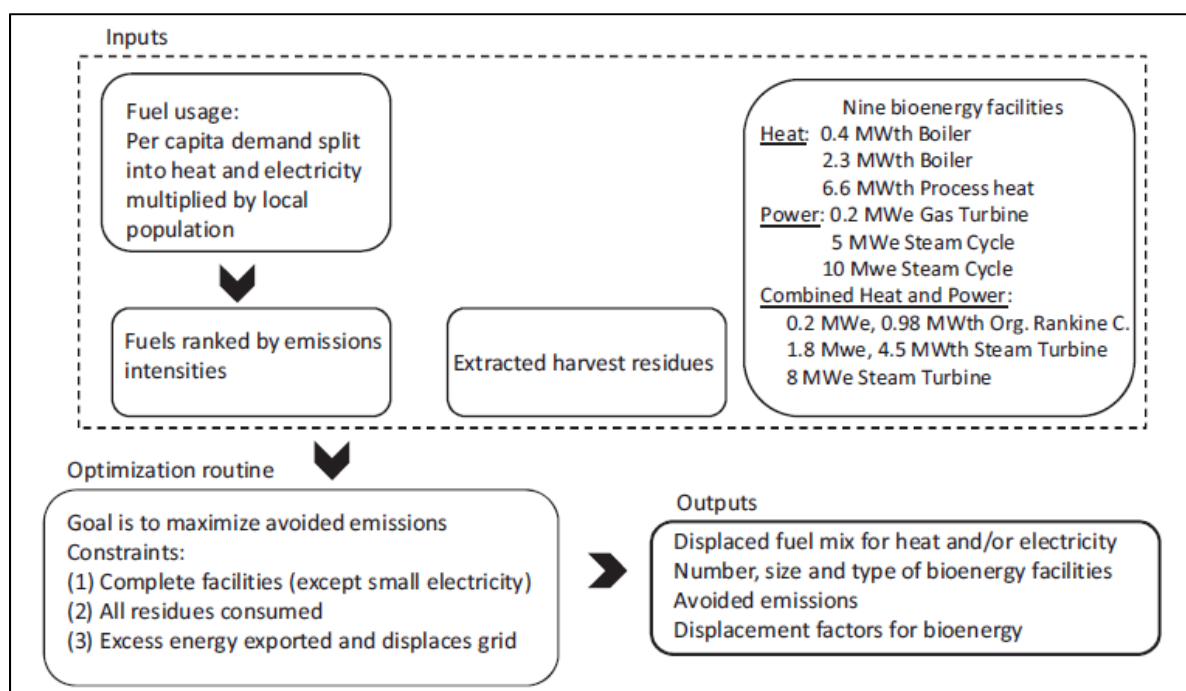 Inputs
Fuel usage:
Per capita demand split
into heat and electricity
multiplied by local
population
Fuels ranked by emissions
intensities
Extracted harvest residues
Nine bioenergy facilities
Heat: 0.4 MWth Boiler
2.3 MWth Boiler
6.6 MWth Process heat
Power: 0.2 MWe Gas Turbine
5 MWe Steam Cycle
10 Mwe Steam Cycle
Combined Heat and Power:
0.2 MWe, 0.98 MWth Org. Rankine C.
1.8 Mwe, 4.5 MWth Steam Turbine
8 MWe Steam Turbine
Optimization routine
Goal is to maximize avoided emissions
Constraints:
(1) Complete facilities (except small electricity)
(2) All residues consumed
(3) Excess energy exported and displaces grid
Outputs
Displaced fuel mix for heat and/or electricity
Number, size and type of bioenergy facilities
Avoided emissions
Displacement factors for bioenergy